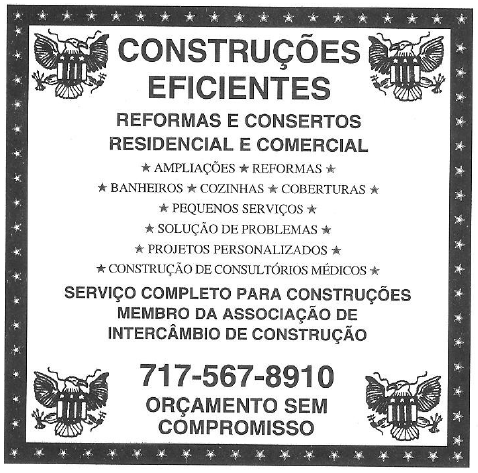 CONSTRUÇÕES
EFICIENTES
REFORMAS E CONSERTOS
RESIDENCIAL E COMERCIAL
★ AMPLIAÇÕES ★ REFORMAS ★
★ BANHEIROS ★ COZINHAS ★ COBERTURAS ★
★ PEQUENOS SERVIÇOS ★
★ SOLUÇÃO DE PROBLEMAS ★
★ PROJETOS PERSONALIZADOS ★
★ CONSTRUÇÃO DE CONSULTÓRIOS MÉDICOS ★
SERVIÇO COMPLETO PARA CONSTRUÇÕES
MEMBRO DA ASSOCIAÇÃO DE
INTERCÂMBIO DE CONSTRUÇÃO
717-567-8910
ORÇAMENTO SEM
COMPROMISSO